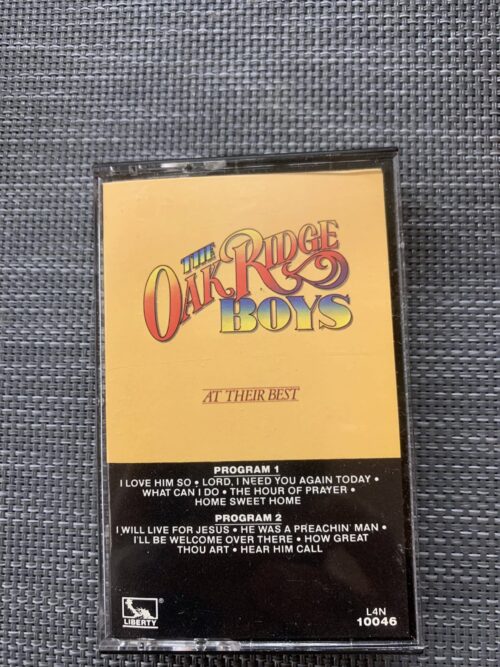 THE
OAK RIDGE
BOYS
AT THEIR BEST
PROGRAM 1
I LOVE HIM SO • LORD, I NEED YOU AGAIN TODAY •
WHAT CAN I DO • THE HOUR OF PRAYER •
HOME SWEET HOME
PROGRAM 2
I WILL LIVE FOR JESUS • HE WAS A PREACHIN' MAN •
I'LL BE WELCOME OVER THERE • HOW GREAT
THOU ART • HEAR HIM CALL
LIBERTY
L4N
10046